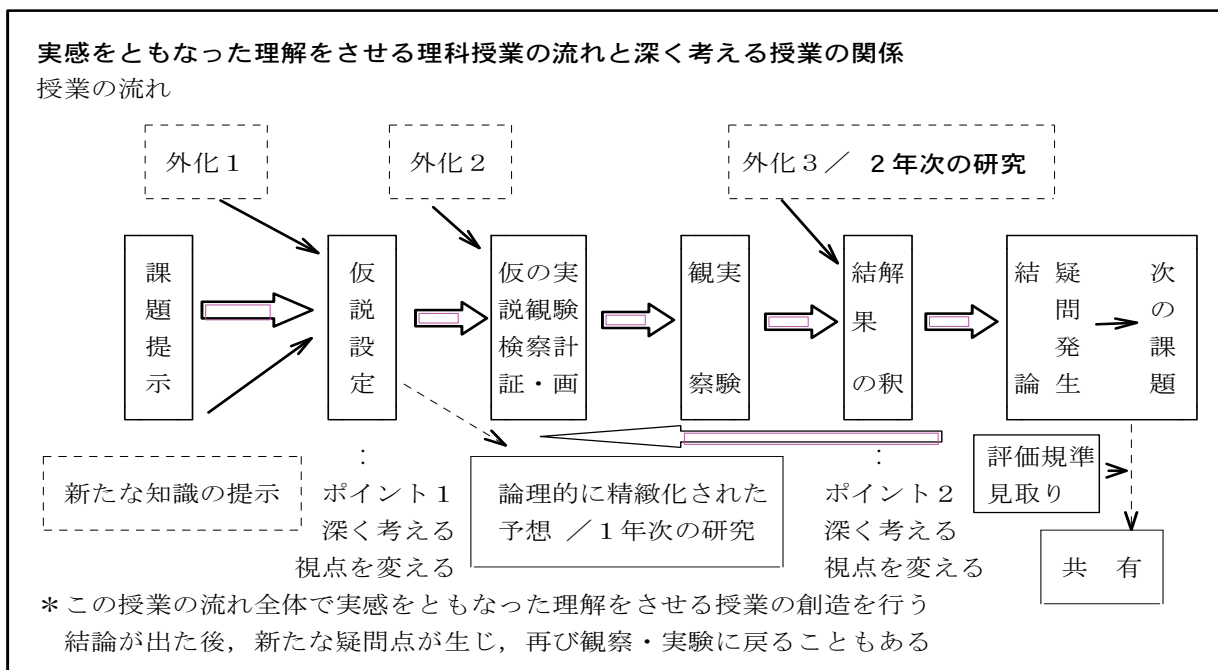 実感をともなった理解をさせる理科授業の流れと深く考える授業の関係
授業の流れ
外化1
外化2
外化3／ 2年次の研究
課題提示
仮説設定
仮説検証
の観察・
実験計画
観察
実験
結果の
解釈
結論
疑問発生
次の課題
新たな知識の提示
：
ポイント1
深く考える
視点を変える
論理的に精緻化された
予想 ／1年次の研究
：
ポイント2
深く考える
視点を変える
評価規準
見取り
共 有
＊この授業の流れ全体で実感をともなった理解をさせる授業の創造を行う
結論が出た後，新たな疑問点が生じ，再び観察・実験に戻ることもある